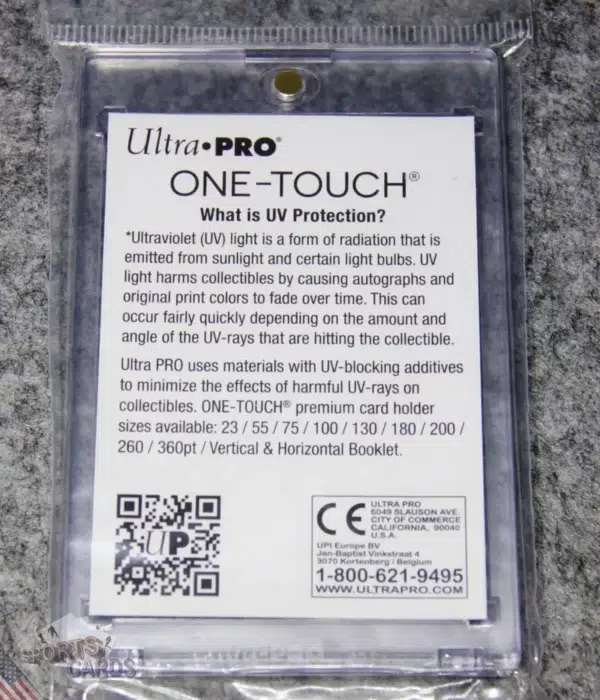 Ultra•PRO®
ONE-TOUCH®
What is UV Protection?
*Ultraviolet (UV) light is a form of radiation that is
emitted from sunlight and certain light bulbs. UV
light harms collectibles by causing autographs and
original print colors to fade over time. This can
occur fairly quickly depending on the amount and
angle of the UV-rays that are hitting the collectible.
Ultra PRO uses materials with UV-blocking additives
to minimize the effects of harmful UV-rays on
collectibles. ONE-TOUCH® premium card holder
sizes available: 23 / 55 / 75 / 100 / 130 / 180 / 200 /
260 / 360pt / Vertical & Horizontal Booklet.
UP
CE
ULTRA PRO
6049 SLAUSON AVE.
CITY OF COMMERCE
CALIFORNIA, 90040
U.S.A.
UPI Europe BV
Jan-Baptist Vinkstraat 4
3070 Kortenberg / Belgium
1-800-621-9495
WWW.ULTRAPRO.COM
SPORTS
CARDS